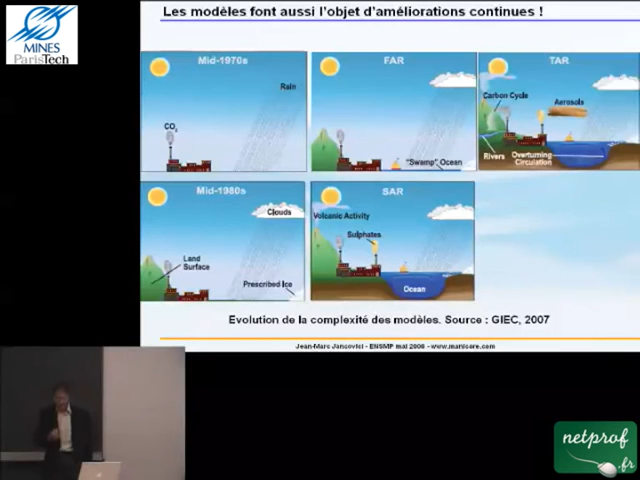 Les modèles font aussi l'objet d'améliorations continues !
MINES
ParisTech
Mid-1970s
Rain
CO2
FAR
"Swamp" Ocean
TAR
Carbon Cycle
Aerosols
Rivers
Overturning
Circulation
Mid-1980s
Clouds
Land
Surface
Prescribed Ice
SAR
Volcanic Activity
Sulphates
Ocean
Evolution de la complexité des modèles. Source : GIEC, 2007
Jean-Marc Jancovici - ENSMP mai 2008 - www.manicore.com
netprof
.fr